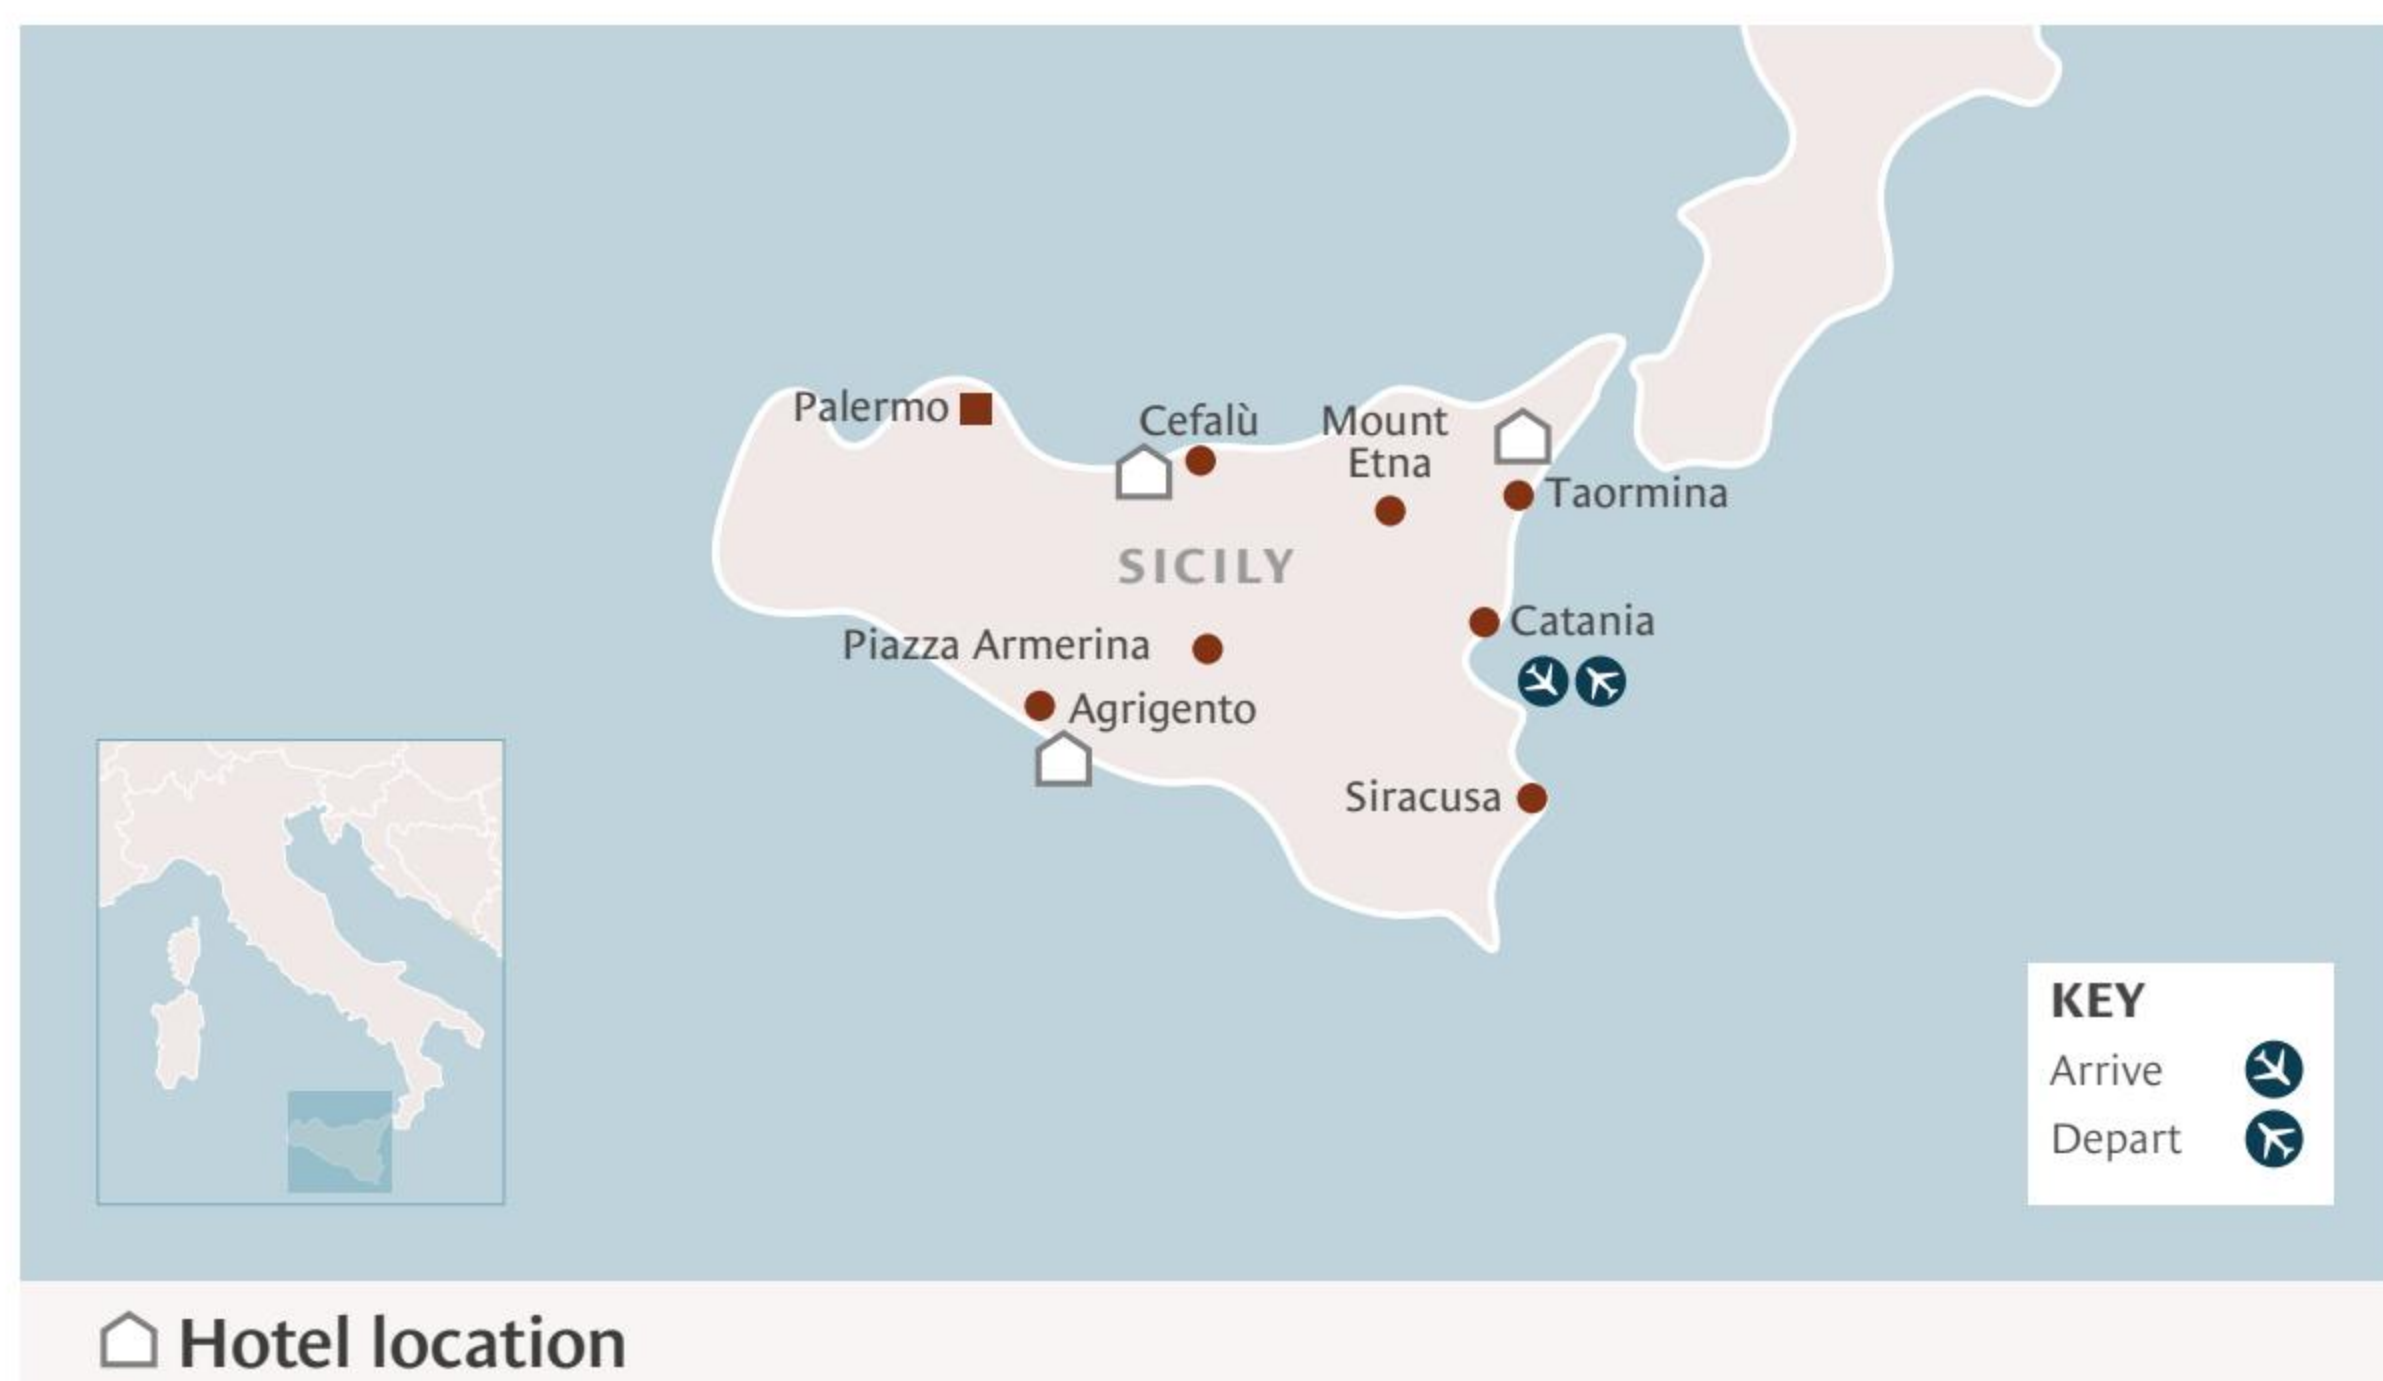 Palermo
Cefalù
Mount
Etna
Taormina
SICILY
Catania
Piazza Armerina
Agrigento
Siracusa
KEY
Arrive
Depart
Hotel location